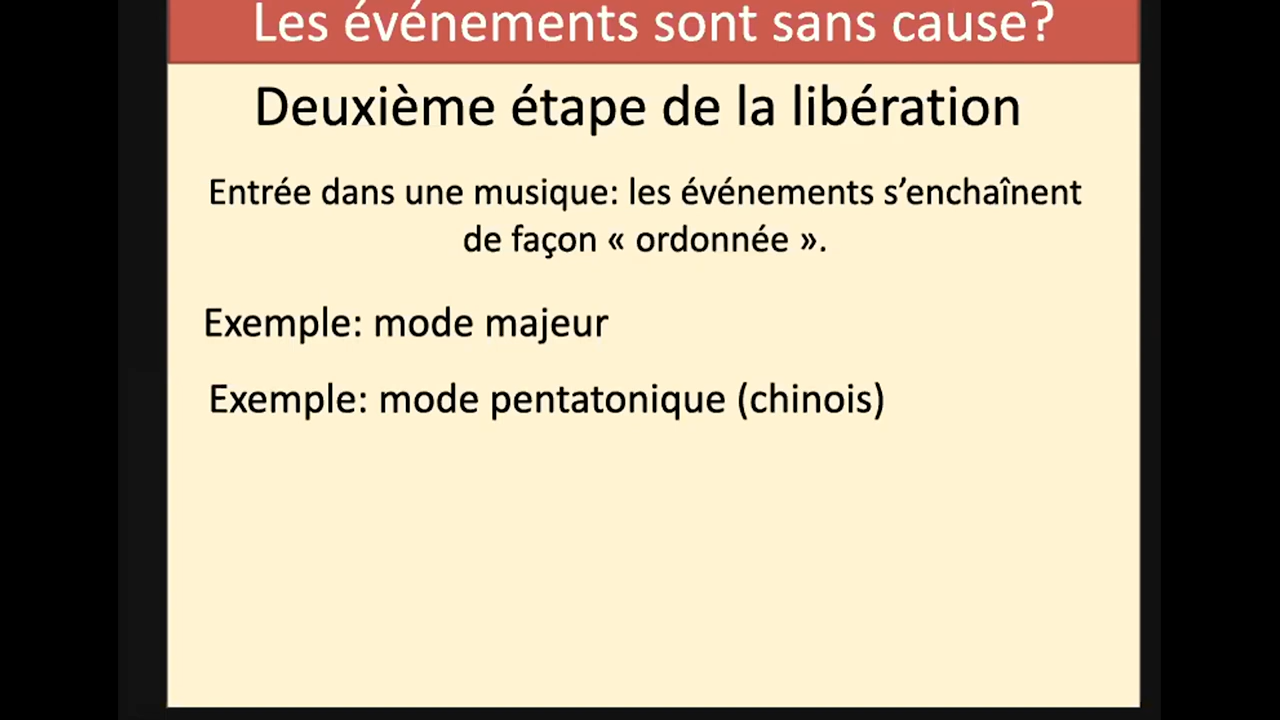 Les événements sont sans cause?
Deuxième étape de la libération
Entrée dans une musique: les événements s’enchaînent
de façon « ordonnée ».
Exemple: mode majeur
Exemple: mode pentatonique (chinois)